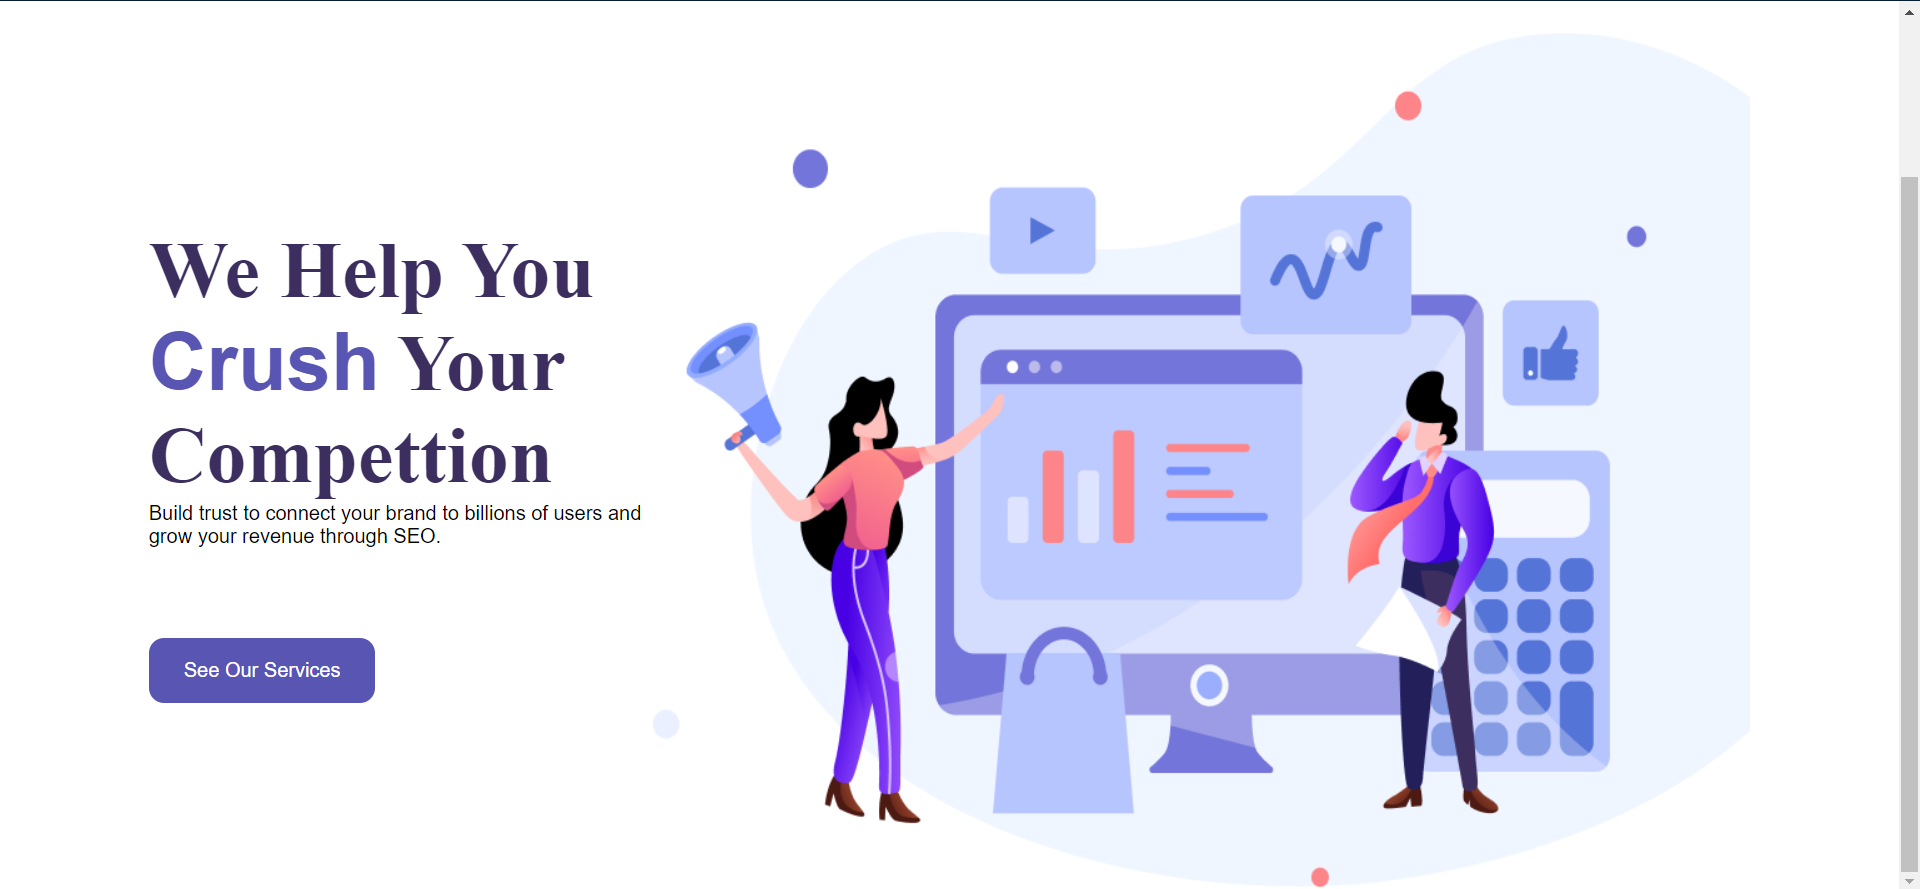 We Help You
Crush Your
Compettion
Build trust to connect your brand to billions of users and
grow your revenue through SEO.
See Our Services